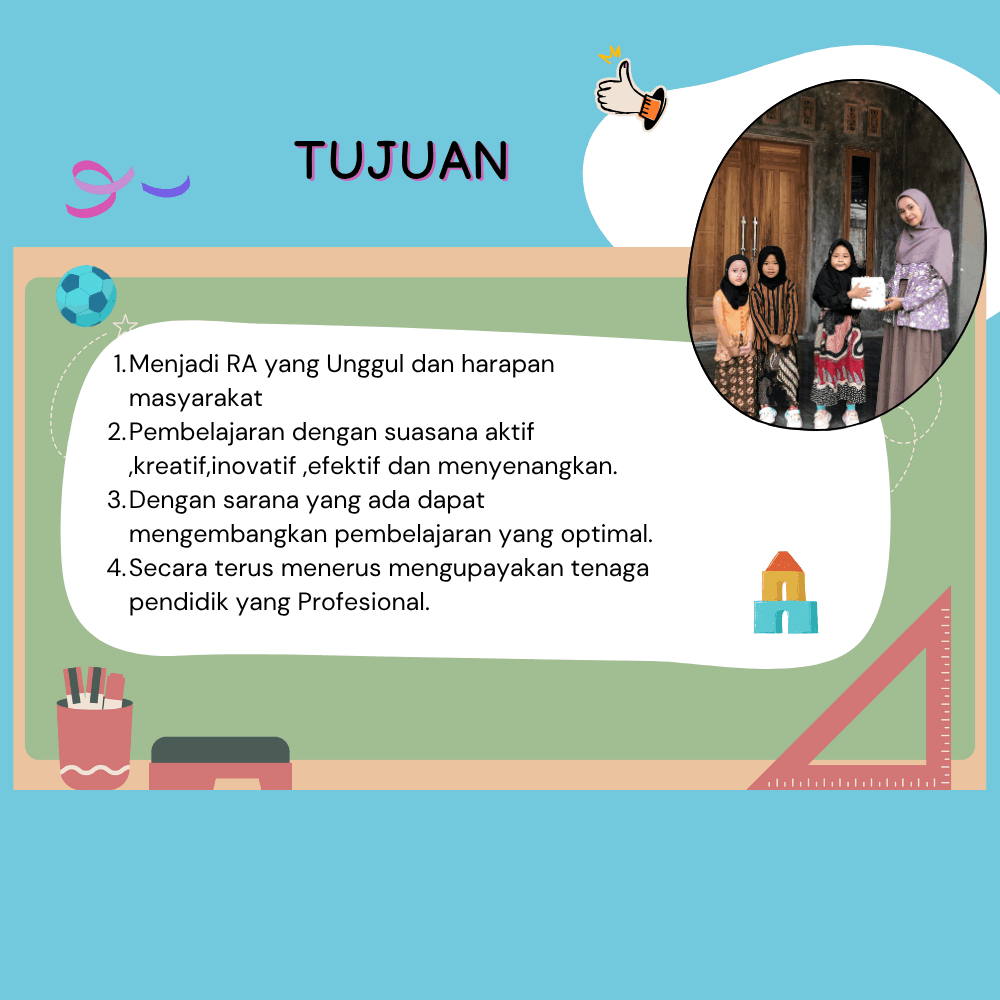 TUJUAN
1. Menjadi RA yang Unggul dan harapan
masyarakat
2. Pembelajaran dengan suasana aktif
,kreatif,inovatif ,efektif dan menyenangkan.
3. Dengan sarana yang ada dapat
mengembangkan pembelajaran yang optimal.
4. Secara terus menerus mengupayakan tenaga
pendidik yang Profesional.